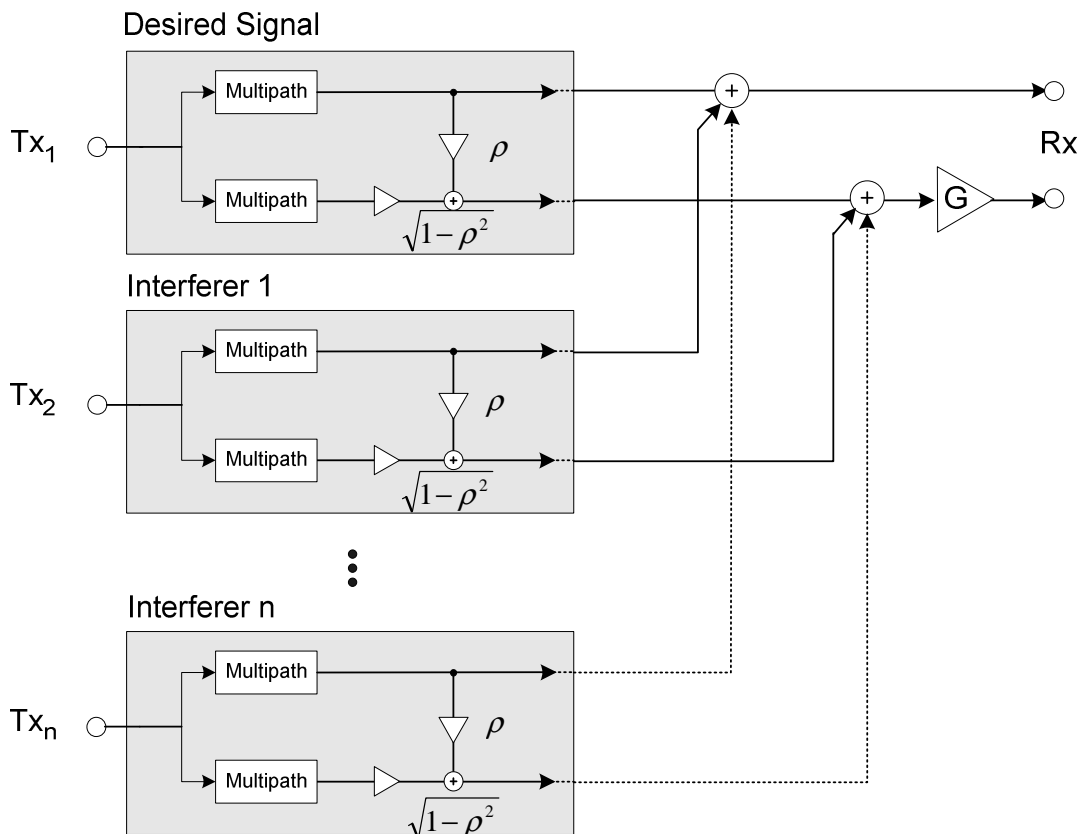 Desired Signal
Tx1
Multipath
ρ
Multipath
+
√1−ρ²
+
+
G
Rx
Interferer 1
Tx2
Multipath
ρ
Multipath
+
√1−ρ²
Interferer n
Txn
Multipath
ρ
Multipath
+
√1−ρ²